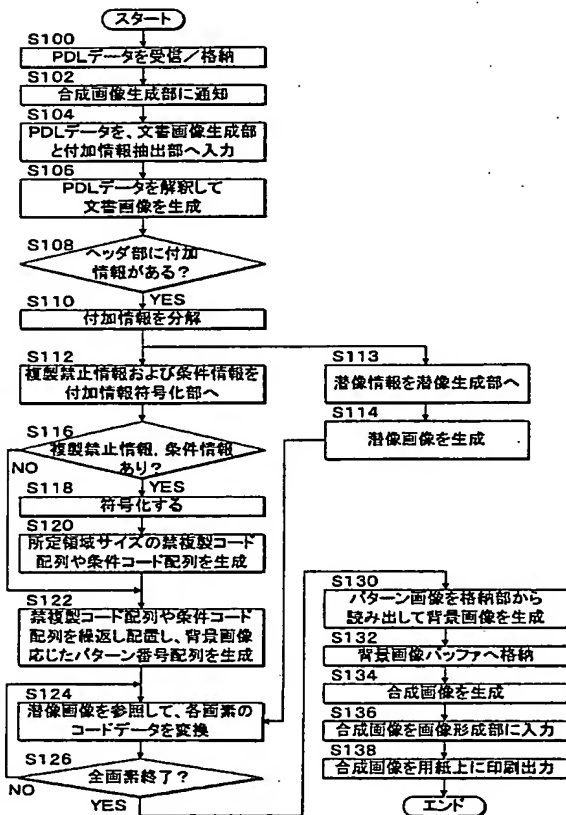 スタート
S100
PDLデータを受信／格納
S102
合成画像生成部に通知
S104
PDLデータを、文書画像生成部
と付加情報抽出部へ入力
S106
PDLデータを解釈して
文書画像を生成
S108
ヘッダ部に付加
情報がある？
YES
S110
付加情報を分解
S112
複製禁止情報および条件情報を
付加情報符号化部へ
S113
潜像情報を潜像生成部へ
S114
潜像画像を生成
S116
複製禁止情報，条件情報
あり？
NO
YES
S118
符号化する
S120
所定領域サイズの禁複製コード
配列や条件コード配列を生成
S122
禁複製コード配列や条件コード
配列を繰返し配置し、背景画像
応じたパターン番号配列を生成
S124
潜像画像を参照して、各画素の
コードデータを変換
S126
全画素終了？
NO
YES
S130
パターン画像を格納部から
読み出して背景画像を生成
S132
背景画像バッファへ格納
S134
合成画像を生成
S136
合成画像を画像形成部に入力
S138
合成画像を用紙上に印刷出力
エンド